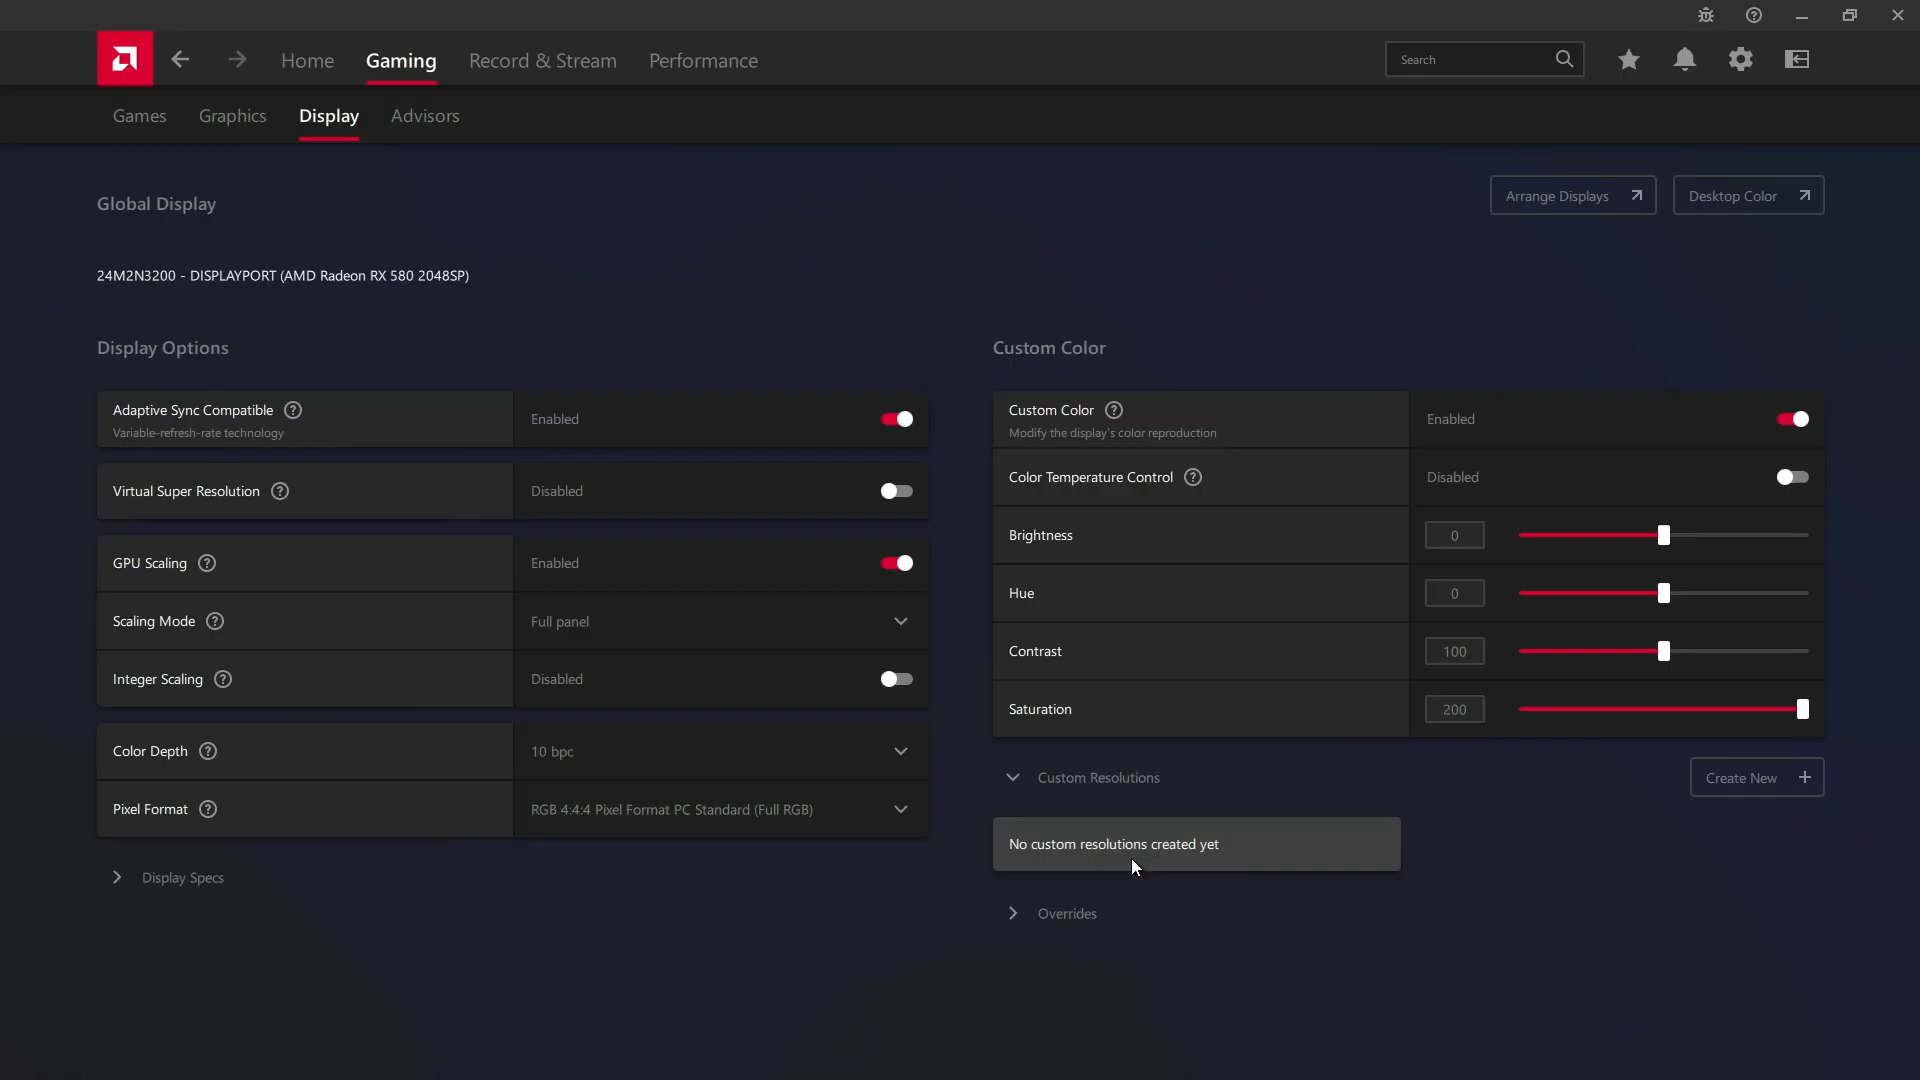 Home
Gaming
Record & Stream
Performance
Search
Games
Graphics
Display
Advisors
Global Display
Arrange Displays
Desktop Color
24M2N3200 - DISPLAYPORT (AMD Radeon RX 580 2048SP)
Display Options
Adaptive Sync Compatible
Variable-refresh-rate technology
Enabled
Virtual Super Resolution
Disabled
GPU Scaling
Enabled
Scaling Mode
Full panel
Integer Scaling
Disabled
Color Depth
10 bpc
Pixel Format
RGB 4:4:4 Pixel Format PC Standard (Full RGB)
Display Specs
Custom Color
Custom Color
Modify the display's color reproduction
Enabled
Color Temperature Control
Disabled
Brightness
0
Hue
0
Contrast
100
Saturation
200
Custom Resolutions
Create New
No custom resolutions created yet
Overrides